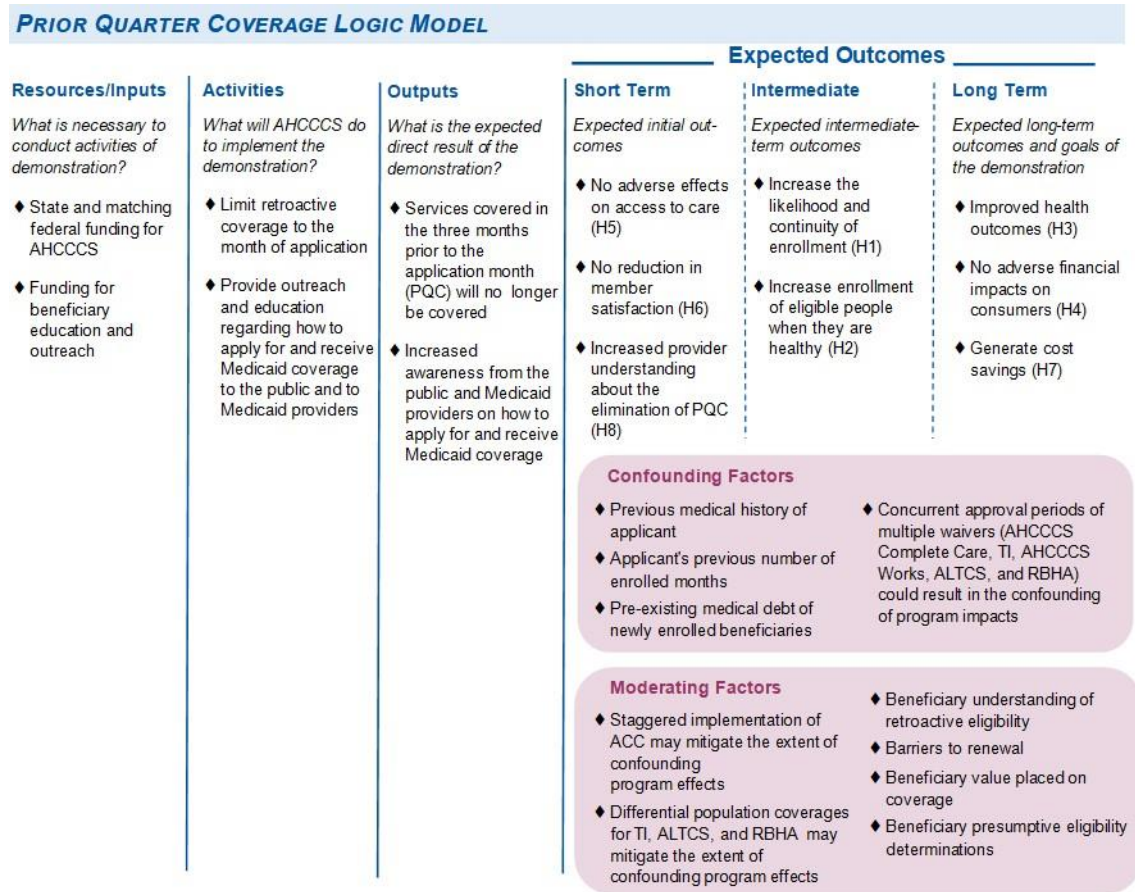 PRIOR QUARTER COVERAGE LOGIC MODEL
Expected Outcomes
Resources/Inputs
What is necessary to
conduct activities of
demonstration?
♦ State and matching
federal funding for
AHCCCS
♦ Funding for
beneficiary
education and
outreach
Activities
What will AHCCCS do
to implement the
demonstration?
♦ Limit retroactive
coverage to the
month of application
♦ Provide outreach
and education
regarding how to
apply for and receive
Medicaid coverage
to the public and to
Medicaid providers
Outputs
What is the expected
direct result of the
demonstration?
♦ Services covered in
the three months
prior to the
application month
(PQC) will no longer
be covered
♦ Increased
awareness from the
public and Medicaid
providers on how to
apply for and receive
Medicaid coverage
Short Term
Expected initial out-
comes
♦ No adverse effects
on access to care
(H5)
♦ No reduction in
member
satisfaction (H6)
♦ Increased provider
understanding
about the
elimination of PQC
(H8)
Intermediate
Expected intermediate-
term outcomes
♦ Increase the
likelihood and
continuity of
enrollment (H1)
♦ Increase enrollment
of eligible people
when they are
healthy (H2)
Long Term
Expected long-term
outcomes and goals of
the demonstration
♦ Improved health
outcomes (H3)
♦ No adverse financial
impacts on
consumers (H4)
♦ Generate cost
savings (H7)
Confounding Factors
♦ Previous medical history of
applicant
♦ Applicant's previous number of
enrolled months
♦ Pre-existing medical debt of
newly enrolled beneficiaries
♦ Concurrent approval periods of
multiple waivers (AHCCCS
Complete Care, TI, AHCCCS
Works, ALTCS, and RBHA)
could result in the confounding
of program impacts
Moderating Factors
♦ Staggered implementation of
ACC may mitigate the extent of
confounding
program effects
♦ Differential population coverages
for TI, ALTCS, and RBHA may
mitigate the extent of
confounding program effects
♦ Beneficiary understanding of
retroactive eligibility
♦ Barriers to renewal
♦ Beneficiary value placed on
coverage
♦ Beneficiary presumptive eligibility
determinations